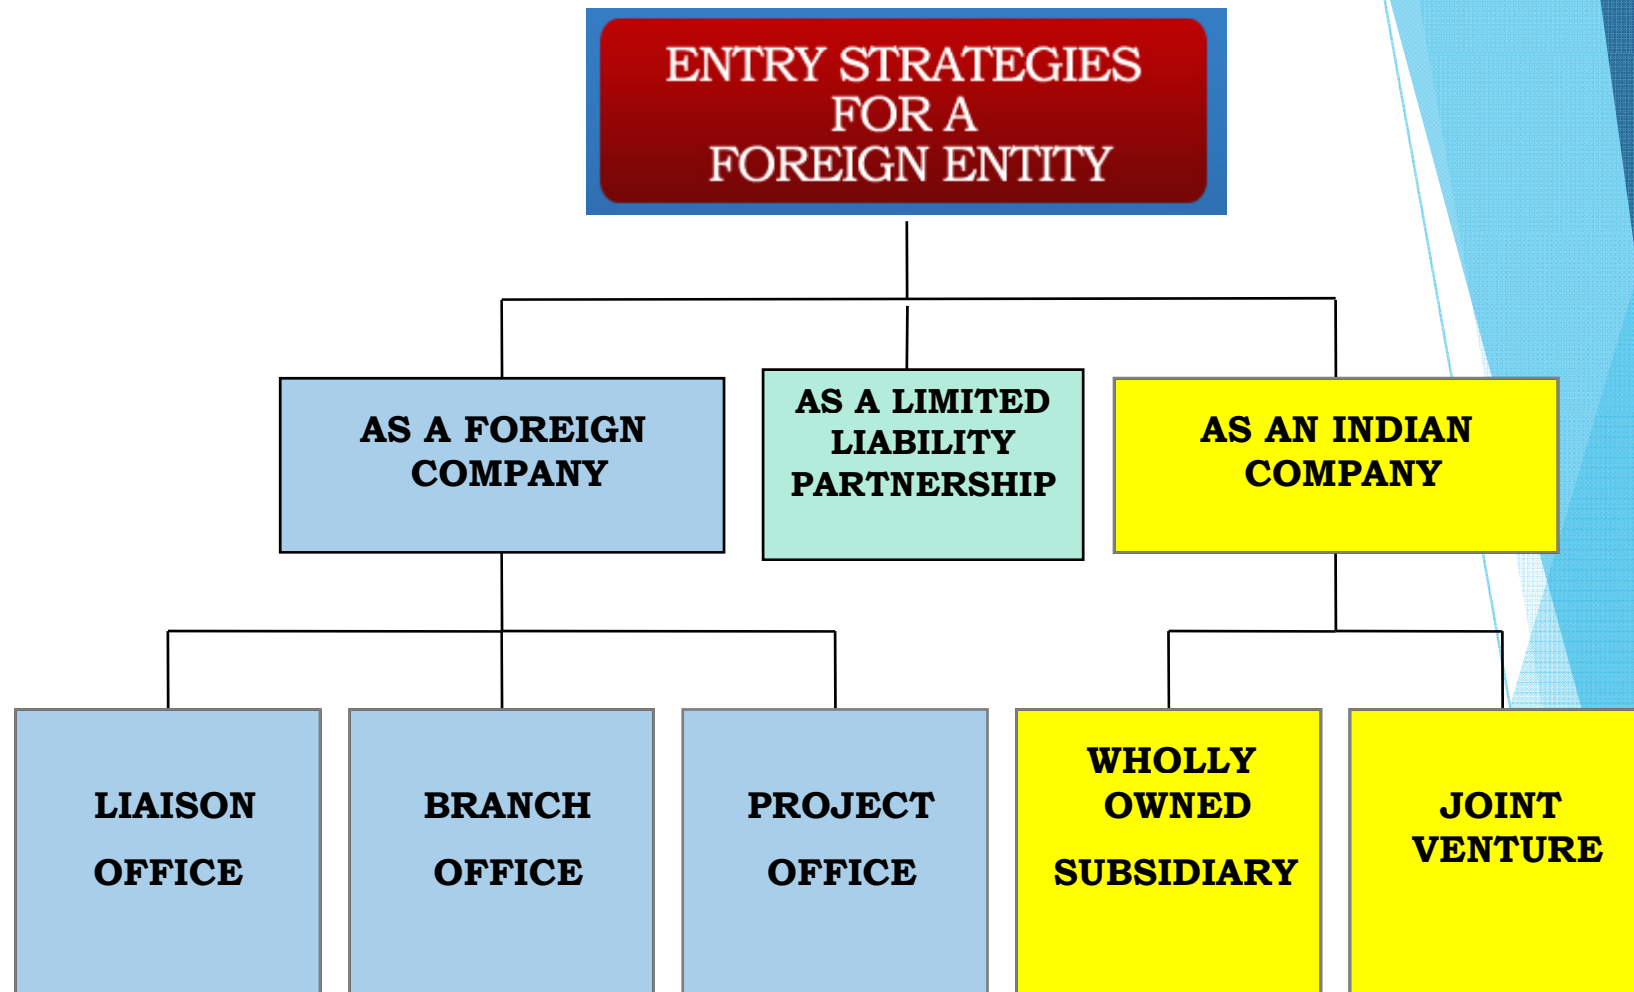 ENTRY STRATEGIES
FOR A
FOREIGN ENTITY
AS A FOREIGN
COMPANY
AS A LIMITED
LIABILITY
PARTNERSHIP
AS AN INDIAN
COMPANY
LIAISON
OFFICE
BRANCH
OFFICE
PROJECT
OFFICE
WHOLLY
OWNED
SUBSIDIARY
JOINT
VENTURE